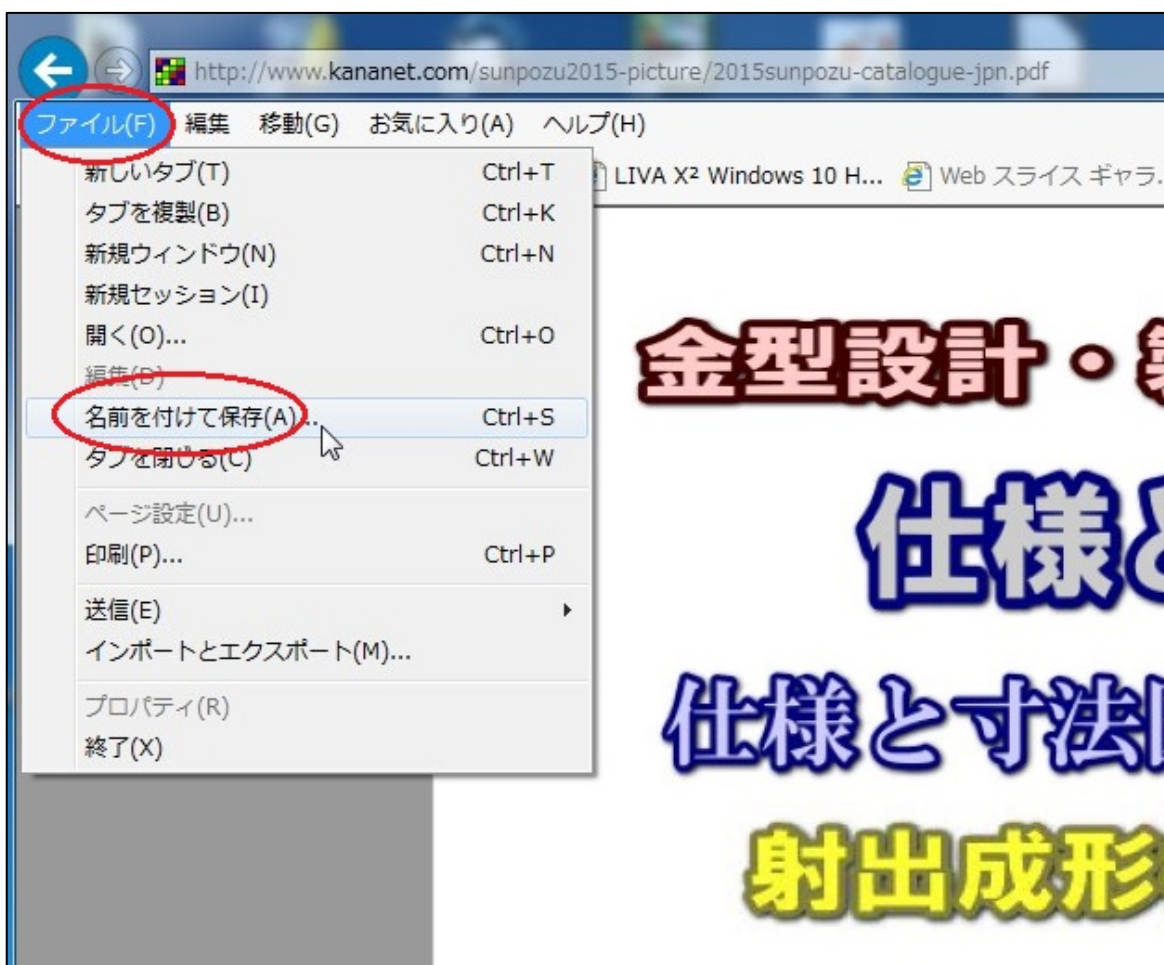 http://www.kananet.com/sunpozu2015-picture/2015sunpozu-catalogue-jpn.pdf
ファイル(F) 編集 移動(G) お気に入り(A) ヘルプ(H)
LIVA X² Windows 10 H... Web スライス ギャラ.
新しいタブ(T) Ctrl+T
タブを複製(B) Ctrl+K
新規ウィンドウ(N) Ctrl+N
新規セッション(I)
開く(O)... Ctrl+O
編集(D)
名前を付けて保存(A)... Ctrl+S
タブを閉じる(C) Ctrl+W
ページ設定(U)...
印刷(P)... Ctrl+P
送信(E)
インポートとエクスポート(M)...
プロパティ(R)
終了(X)
金型設計・
仕様と
仕様と寸法
射出成形